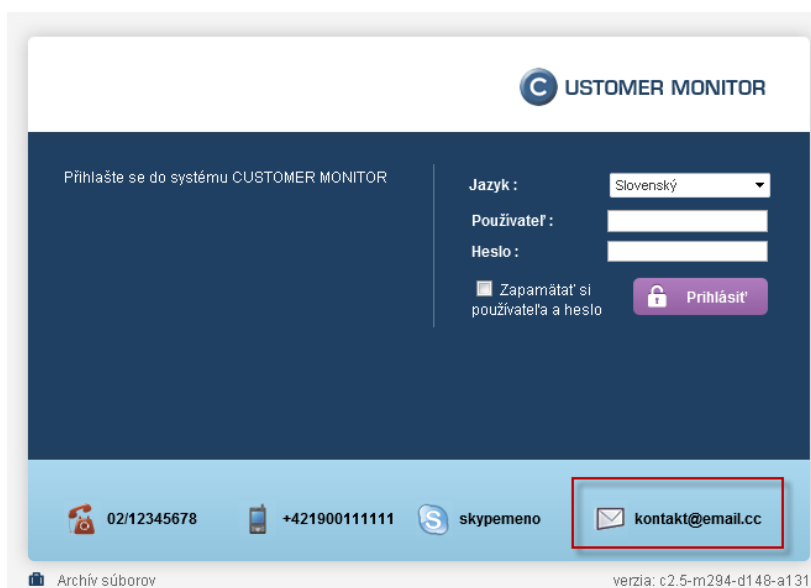 C USTOMER MONITOR
Přihlašte se do systému CUSTOMER MONITOR
Jazyk :
Slovenský
Používateľ :
Heslo :
Zapamätať si
používateľa a heslo
Prihlásiť
02/12345678
+421900111111
skypemeno
kontakt@email.cc
Archív súborov
verzia: c2.5-m294-d148-a131